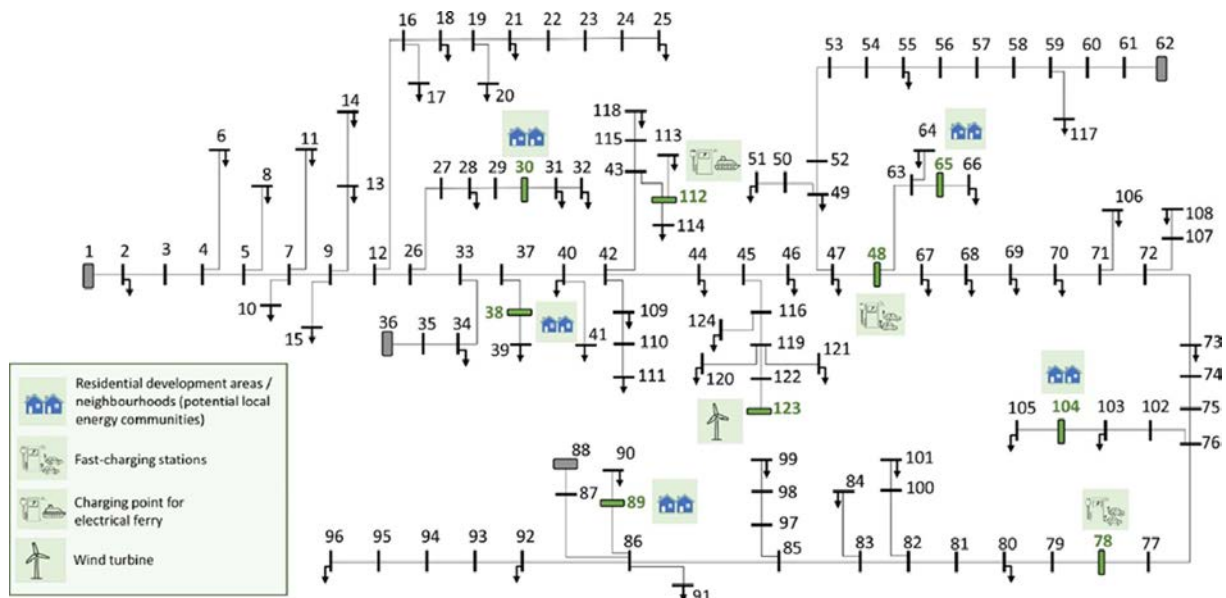 16 18 19 21 22 23 24 25
53 54 55 56 57 58 59 60 61 62
17 20
14 118 113
64
117
6 11 115
8 27 28 29 30 31 32 43 51 50 52 63 65 66
13 112 49
114 106 108
107
1 2 3 4 5 7 9 12 26 33 37 40 42 44 45 46 47 48 67 68 69 70 71 72
10 15 36 35 34 38 39 41 109 116
124
110 119 73
111 120 121 74
122
123
105 104 103 102 75
76
Residential development areas /
neighbourhoods (potential local
energy communities)
Fast-charging stations
Charging point for
electrical ferry
Wind turbine
88 90 99 101
87 89 98 84 100
97 78
96 95 94 93 92 86 85 83 82 81 80 79 77
91